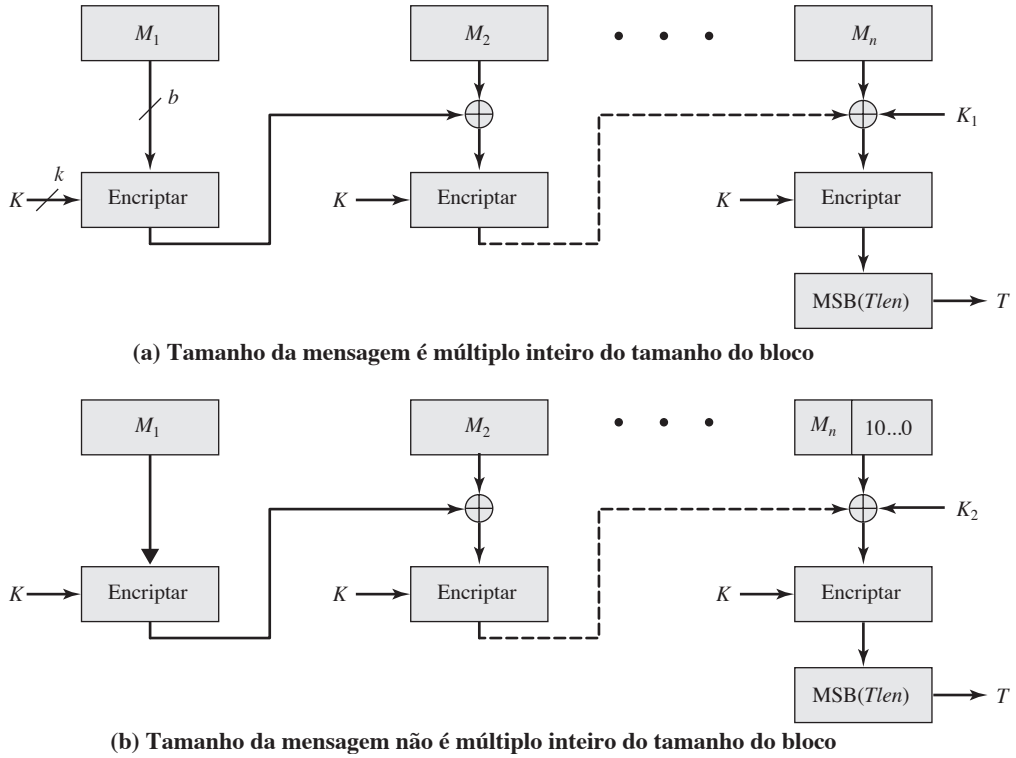 M₁ M₂ • • • Mₙ
b
K₁
k
K Encriptar K Encriptar K Encriptar
MSB(Tlen) T
(a) Tamanho da mensagem é múltiplo inteiro do tamanho do bloco
M₁ M₂ • • • Mₙ 10...0
K₂
K Encriptar K Encriptar K Encriptar
MSB(Tlen) T
(b) Tamanho da mensagem não é múltiplo inteiro do tamanho do bloco